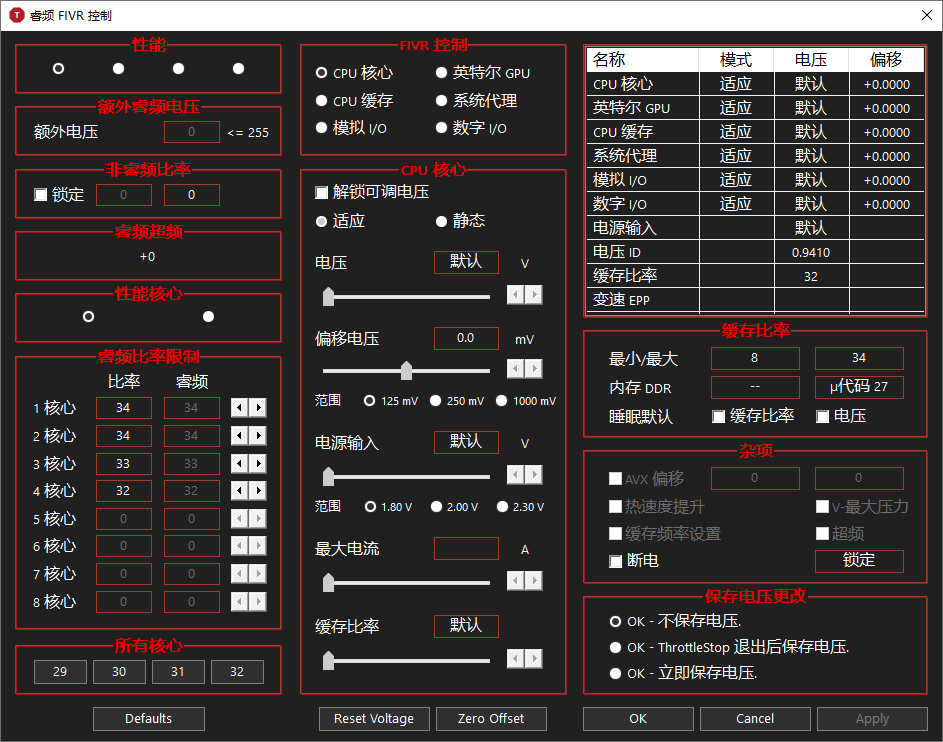 T 睿频 FIVR 控制
性能
额外睿频电压
额外电压 0 <= 255
非睿频比率
锁定 0 0
睿频超频
+0
性能核心
睿频比率限制
比率 睿频
1 核心 34 34
2 核心 34 34
3 核心 33 33
4 核心 32 32
5 核心 0 0
6 核心 0 0
7 核心 0 0
8 核心 0 0
所有核心
29 30 31 32
Defaults
FIVR 控制
CPU 核心 英特尔 GPU
CPU 缓存 系统代理
模拟 I/O 数字 I/O
CPU 核心
解锁可调电压
适应 静态
电压 默认 V
偏移电压 0.0 mV
范围 125 mV 250 mV 1000 mV
电源输入 默认 V
范围 1.80 V 2.00 V 2.30 V
最大电流 A
缓存比率 默认
Reset Voltage Zero Offset
名称 模式 电压 偏移
CPU 核心 适应 默认 +0.0000
英特尔 GPU 适应 默认 +0.0000
CPU 缓存 适应 默认 +0.0000
系统代理 适应 默认 +0.0000
模拟 I/O 适应 默认 +0.0000
数字 I/O 适应 默认 +0.0000
电源输入 默认
电压 ID 0.9410
缓存比率 32
变速 EPP
缓存比率
最小/最大 8 34
内存 DDR -- µ代码 27
睡眠默认 缓存比率 电压
杂项
AVX 偏移 0 0
热速度提升 V-最大压力
缓存频率设置 超频
断电 锁定
保存电压更改
OK - 不保存电压.
OK - ThrottleStop 退出后保存电压.
OK - 立即保存电压.
OK Cancel Apply